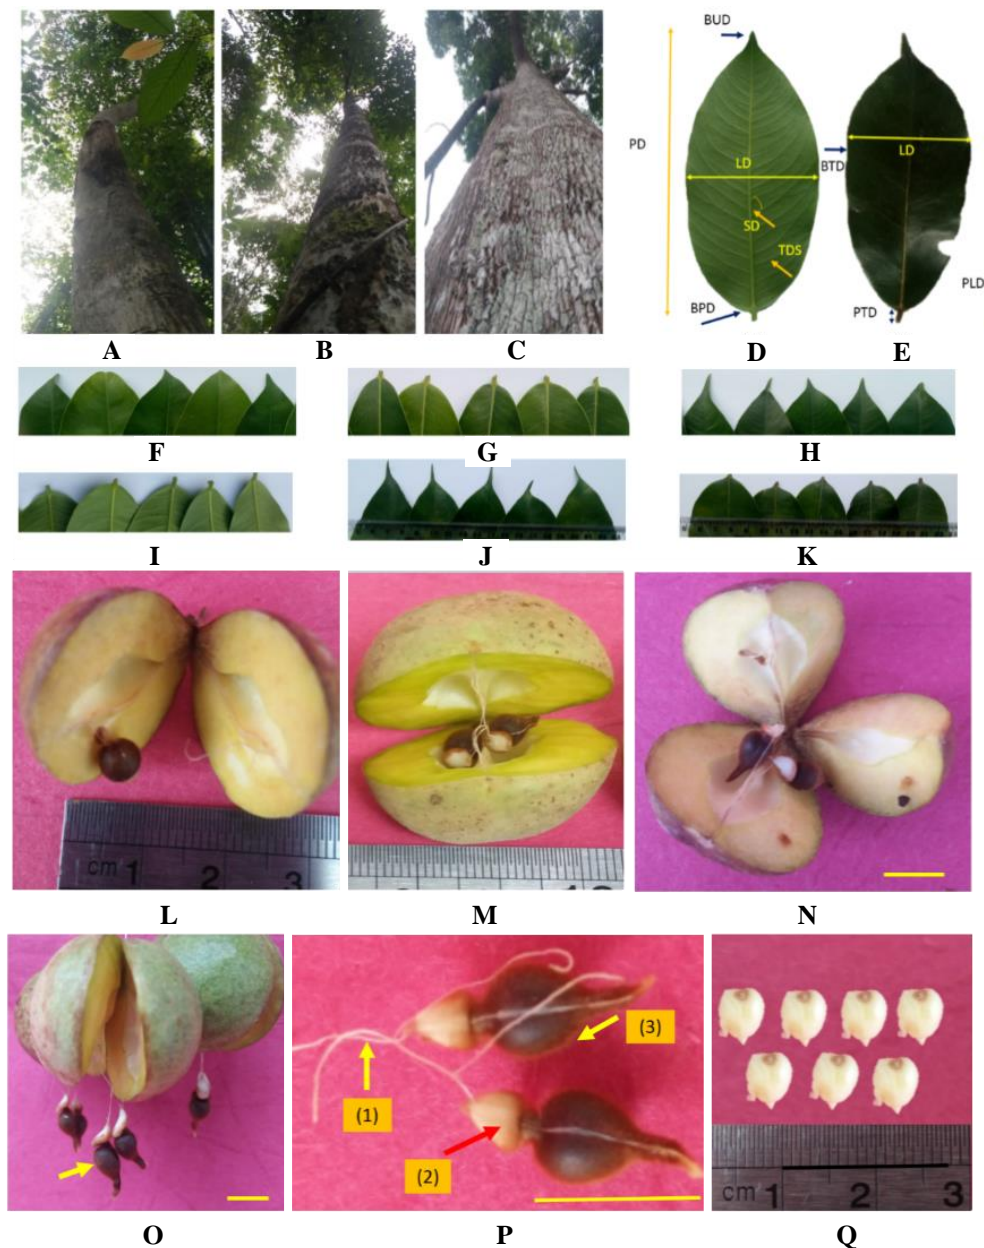 BUD
PD
LD
LD
BTD
SD
TDS
BPD
PTD
PLD
A B C D E
F G H
I J K
cm 1 2 3
L M N
(3)
(1)
(2)
cm 1 2 3
O P Q